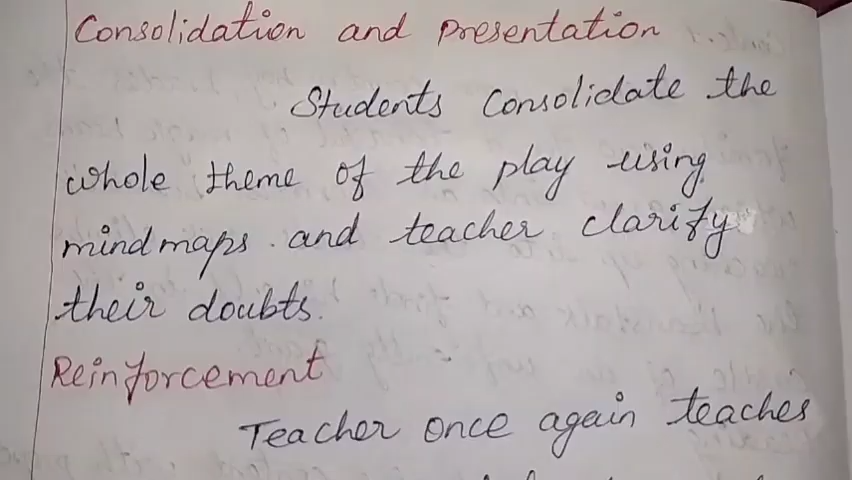 Consolidation and Presentation
Students Consolidate the
whole theme of the play using
mindmaps. and teacher clarify
their doubts.
Reinforcement
Teacher once again teaches